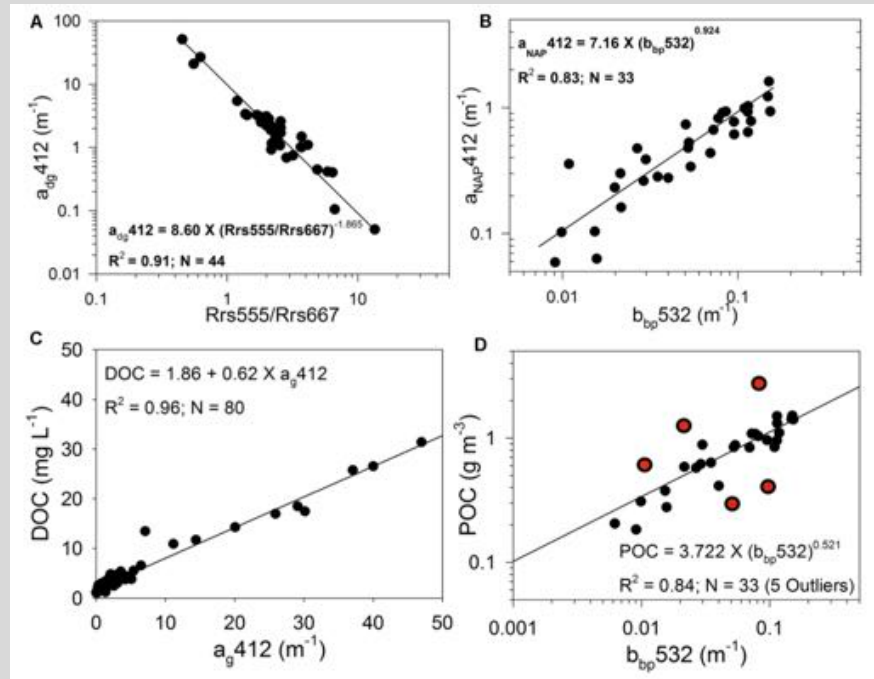 A
100
10
1
0.1
0.01
a_dg412 (m⁻¹)
a_dg412 = 8.60 X (Rrs555/Rrs667)^-1.865
R² = 0.91; N = 44
0.1
1
10
Rrs555/Rrs667
B
a_NAP412 = 7.16 X (b_bp532)^0.924
R² = 0.83; N = 33
1
0.1
a_NAP412 (m⁻¹)
0.01
0.1
b_bp532 (m⁻¹)
C
50
40
30
20
10
0
DOC (mg L⁻¹)
DOC = 1.86 + 0.62 X a_g412
R² = 0.96; N = 80
0
10
20
30
40
50
a_g412 (m⁻¹)
D
1
0.1
POC (g m⁻³)
POC = 3.722 X (b_bp532)^0.521
R² = 0.84; N = 33 (5 Outliers)
0.001
0.01
0.1
b_bp532 (m⁻¹)